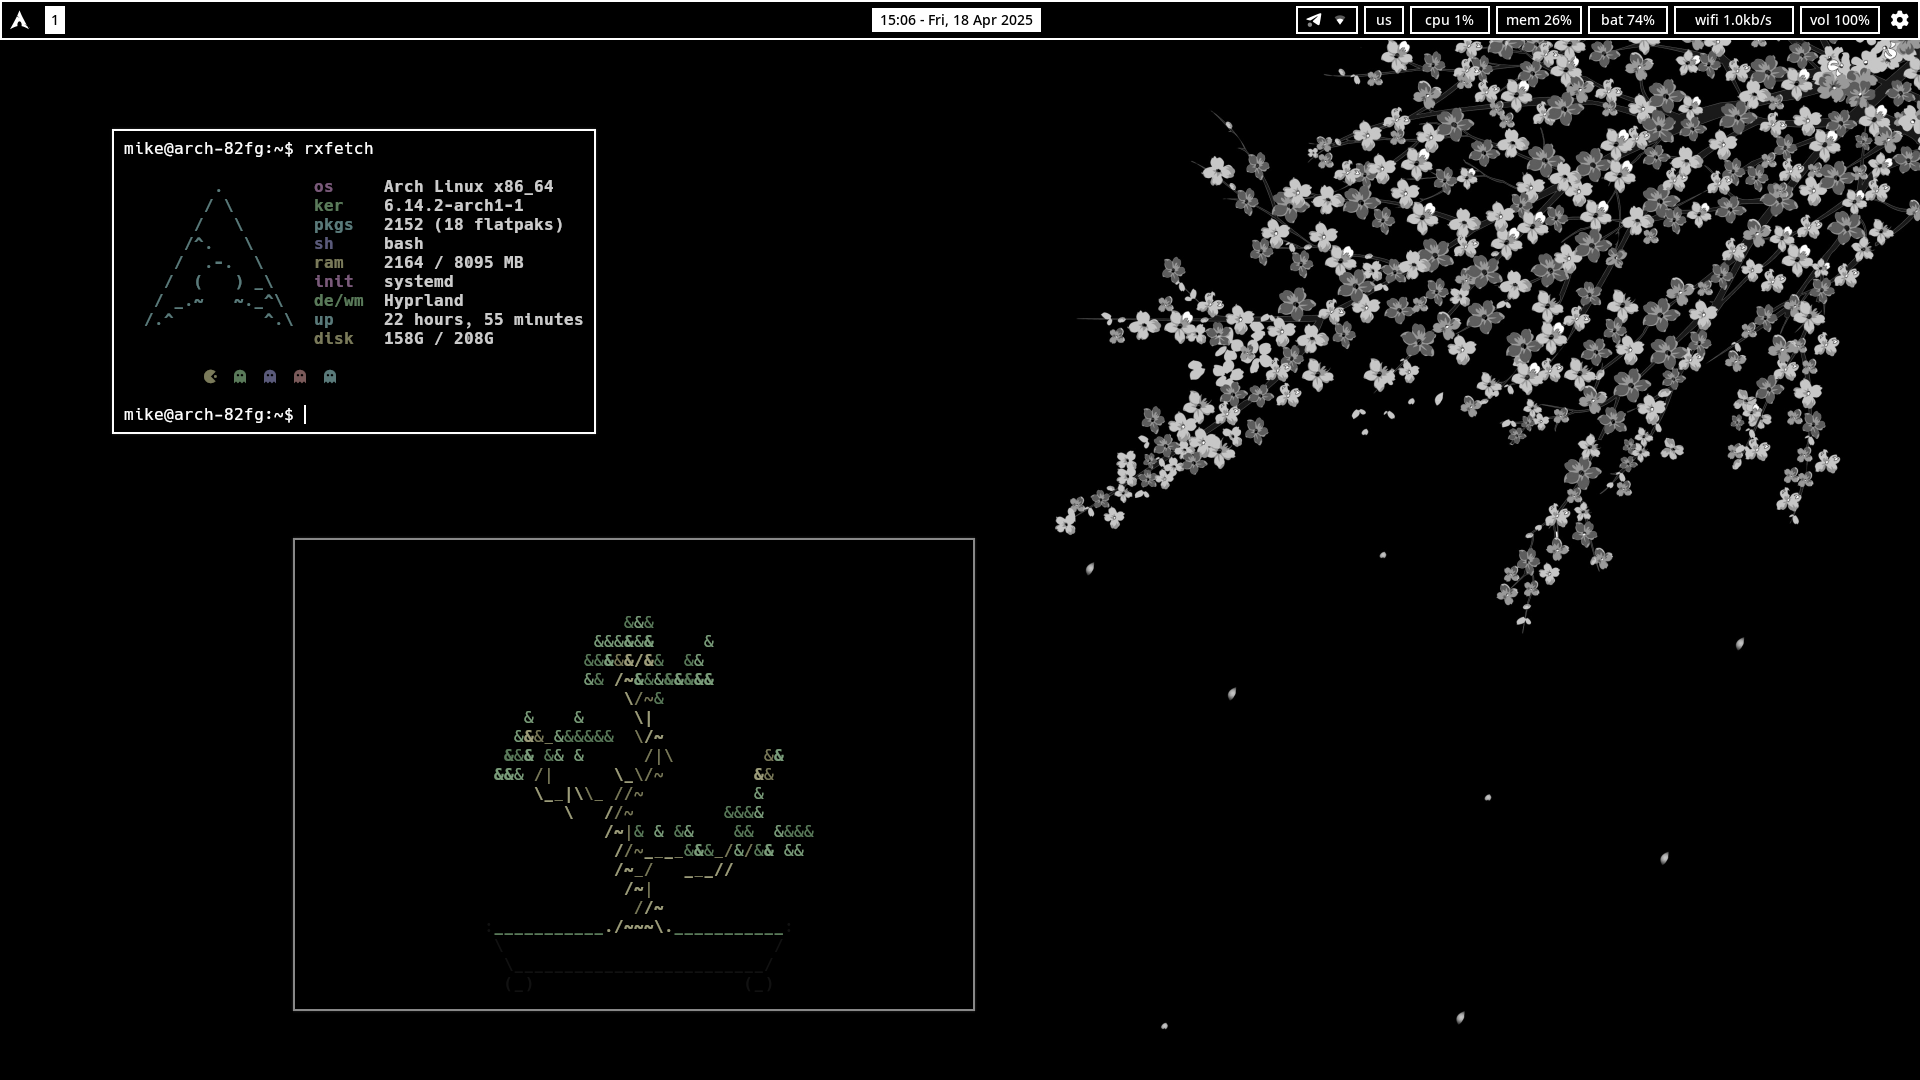 1
15:06 - Fri, 18 Apr 2025
us
cpu 1%
mem 26%
bat 74%
wifi 1.0kb/s
vol 100%
mike@arch-82fg:~$ rxfetch
os Arch Linux x86_64
ker 6.14.2-arch1-1
pkgs 2152 (18 flatpaks)
sh bash
ram 2164 / 8095 MB
init systemd
de/wm Hyprland
up 22 hours, 55 minutes
disk 158G / 208G
mike@arch-82fg:~$